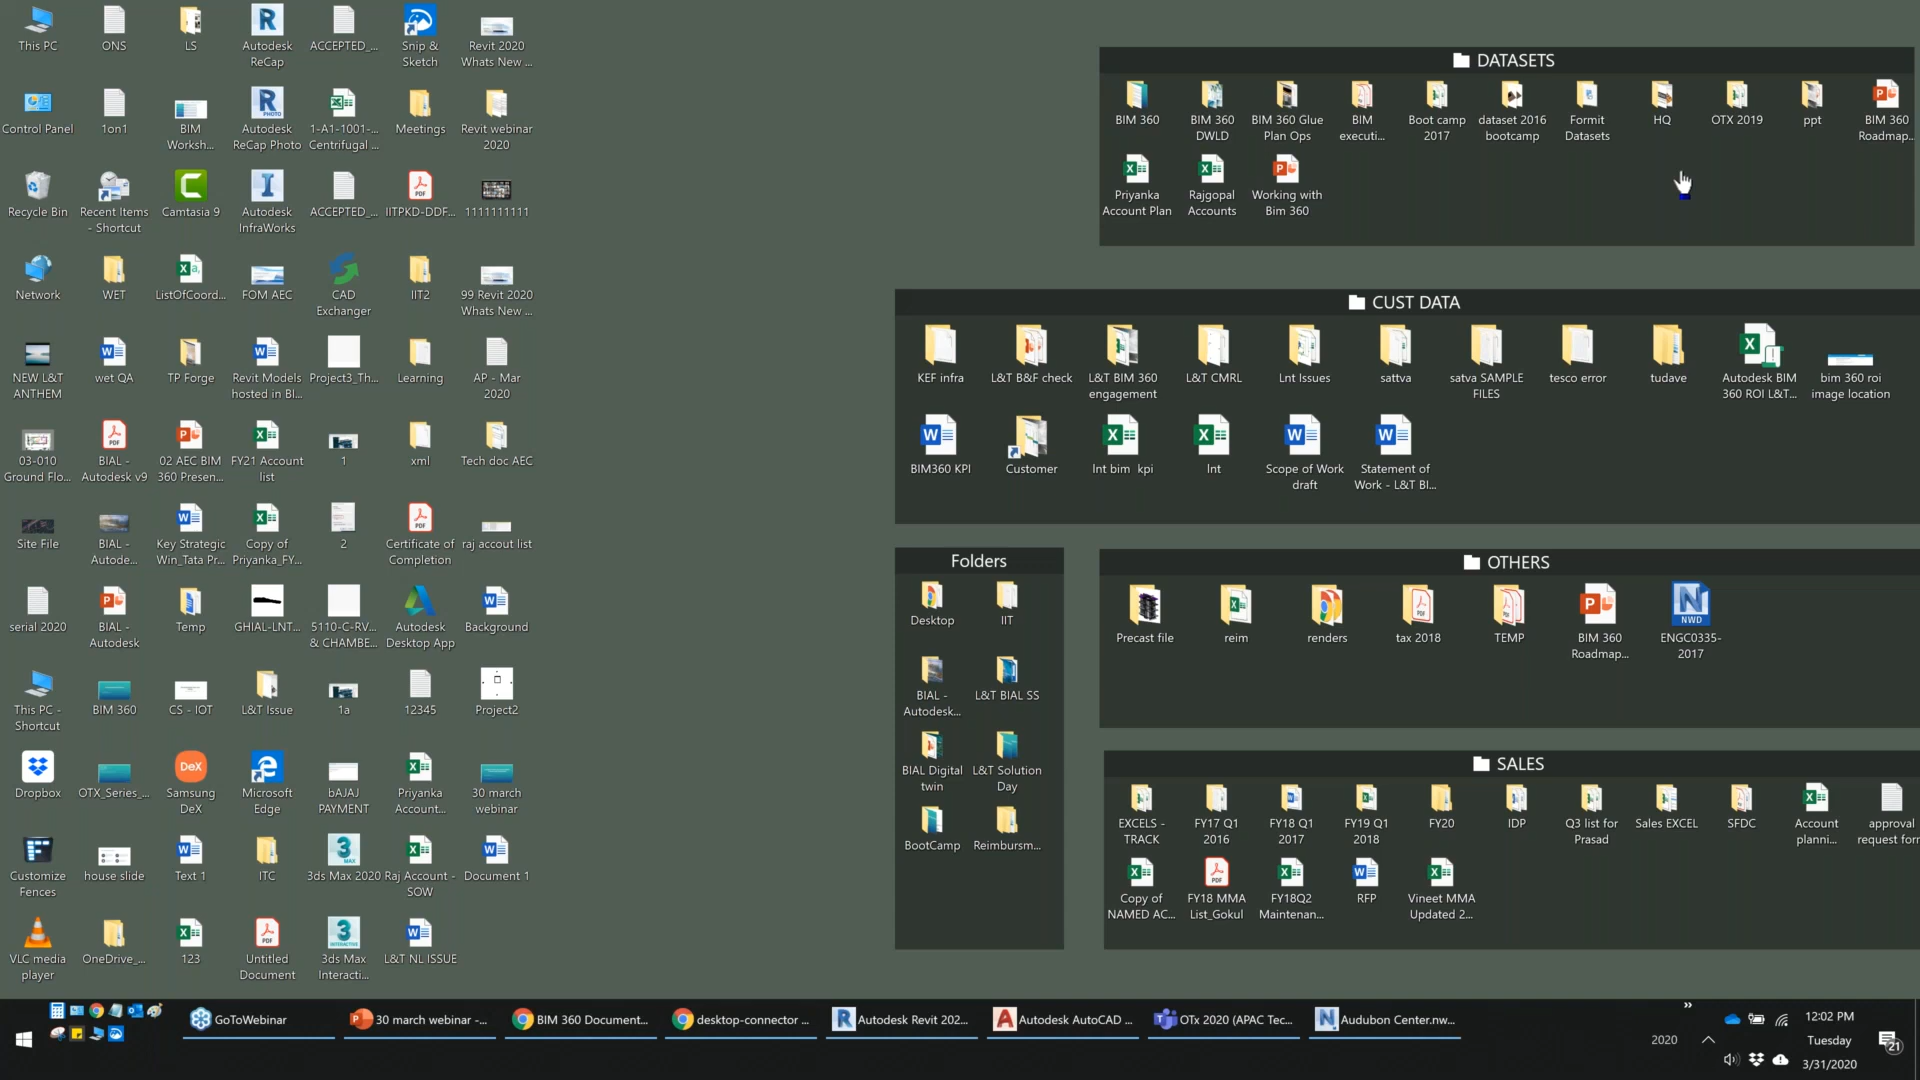 This PC
ONS
LS
Autodesk
ReCap
ACCEPTED_...
Snip &
Sketch
Revit 2020
Whats New ...
Control Panel
1on1
BIM
Worksh...
Autodesk
ReCap Photo
1-A1-1001-...
Centrifugal ...
Meetings
Revit webinar
2020
Recycle Bin
Recent Items
- Shortcut
Camtasia 9
Autodesk
InfraWorks
ACCEPTED_...
IITPKD-DDF...
1111111111
Network
WET
ListOfCoord...
FOM AEC
CAD
Exchanger
IIT2
99 Revit 2020
Whats New ...
NEW L&T
ANTHEM
wet QA
TP Forge
Revit Models
hosted in BI...
Project3_Th...
Learning
AP - Mar
2020
03-010
Ground Flo...
BIAL -
Autodesk v9
02 AEC BIM
360 Presen...
FY21 Account
list
1
xml
Tech doc AEC
Site File
BIAL -
Autode...
Key Strategic
Win_Tata Pr...
Copy of
Priyanka_FY...
2
Certificate of
Completion
raj accout list
serial 2020
BIAL -
Autodesk
Temp
GHIAL-LNT...
5110-C-RV...
& CHAMBE...
Autodesk
Desktop App
Background
This PC -
Shortcut
BIM 360
CS - IOT
L&T Issue
1a
12345
Project2
Dropbox
OTX_Series_...
Samsung
DeX
Microsoft
Edge
bAJAJ
PAYMENT
Priyanka
Account...
30 march
webinar
Customize
Fences
house slide
Text 1
ITC
3ds Max 2020
Raj Account -
SOW
Document 1
VLC media
player
OneDrive_...
123
Untitled
Document
3ds Max
Interacti...
L&T NL ISSUE
DATASETS
BIM 360
BIM 360
DWLD
BIM 360 Glue
Plan Ops
BIM
executi...
Boot camp
2017
dataset 2016
bootcamp
Formit
Datasets
HQ
OTX 2019
ppt
BIM 360
Roadmap...
Priyanka
Account Plan
Rajgopal
Accounts
Working with
Bim 360
CUST DATA
KEF infra
L&T B&F check
L&T BIM 360
engagement
L&T CMRL
Lnt Issues
sattva
satva SAMPLE
FILES
tesco error
tudave
Autodesk BIM
360 ROI L&T...
bim 360 roi
image location
BIM360 KPI
Customer
lnt bim  kpi
lnt
Scope of Work
draft
Statement of
Work - L&T BI...
Folders
Desktop
IIT
BIAL -
Autodesk...
L&T BIAL SS
BIAL Digital
twin
L&T Solution
Day
BootCamp
Reimbursm...
OTHERS
Precast file
reim
renders
tax 2018
TEMP
BIM 360
Roadmap...
ENGC0335-
2017
SALES
EXCELS -
TRACK
FY17 Q1
2016
FY18 Q1
2017
FY19 Q1
2018
FY20
IDP
Q3 list for
Prasad
Sales EXCEL
SFDC
Account
planni...
approval
request form
Copy of
NAMED AC...
FY18 MMA
List_Gokul
FY18Q2
Maintenan...
RFP
Vineet MMA
Updated 2...
GoToWebinar
30 march webinar -...
BIM 360 Document...
desktop-connector ...
Autodesk Revit 202...
Autodesk AutoCAD ...
OTx 2020 (APAC Tec...
Audubon Center.nw...
2020
12:02 PM
Tuesday
3/31/2020
21